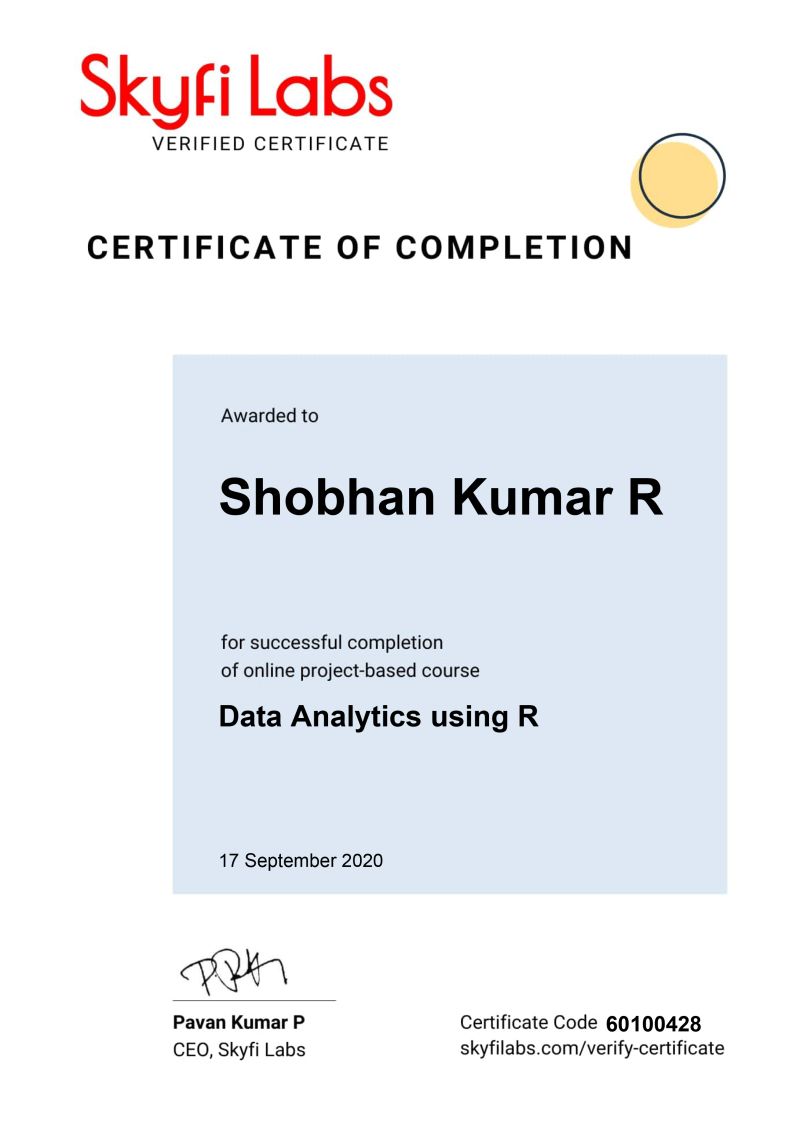 Skyfi Labs
VERIFIED CERTIFICATE
CERTIFICATE OF COMPLETION
Awarded to
Shobhan Kumar R
for successful completion
of online project-based course
Data Analytics using R
17 September 2020
Pavan Kumar P
CEO, Skyfi Labs
Certificate Code 60100428
skyfilabs.com/verify-certificate